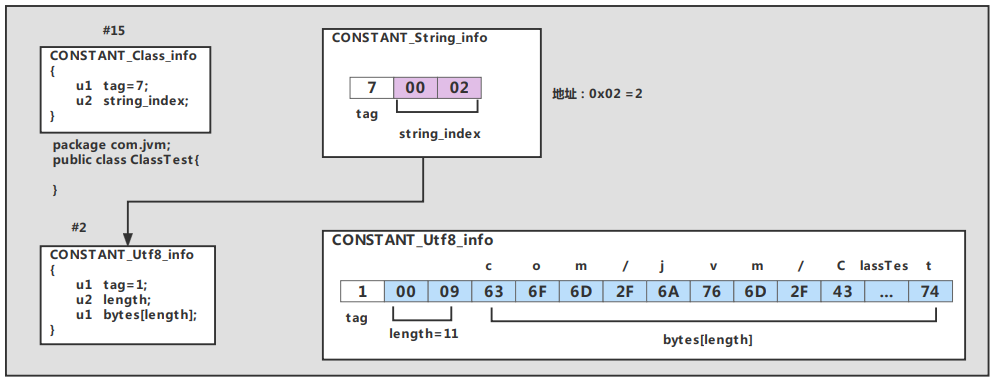 #15
CONSTANT_Class_info
{
u1 tag=7;
u2 string_index;
}
package com.jvm;
public class ClassTest{
}
CONSTANT_String_info
7 00 02
tag
string_index
地址：0x02 =2
#2
CONSTANT_Utf8_info
{
u1 tag=1;
u2 length;
u1 bytes[length];
}
CONSTANT_Utf8_info
c o m / j v m / C lassTes t
1 00 09 63 6F 6D 2F 6A 76 6D 2F 43 ... 74
tag
length=11
bytes[length]